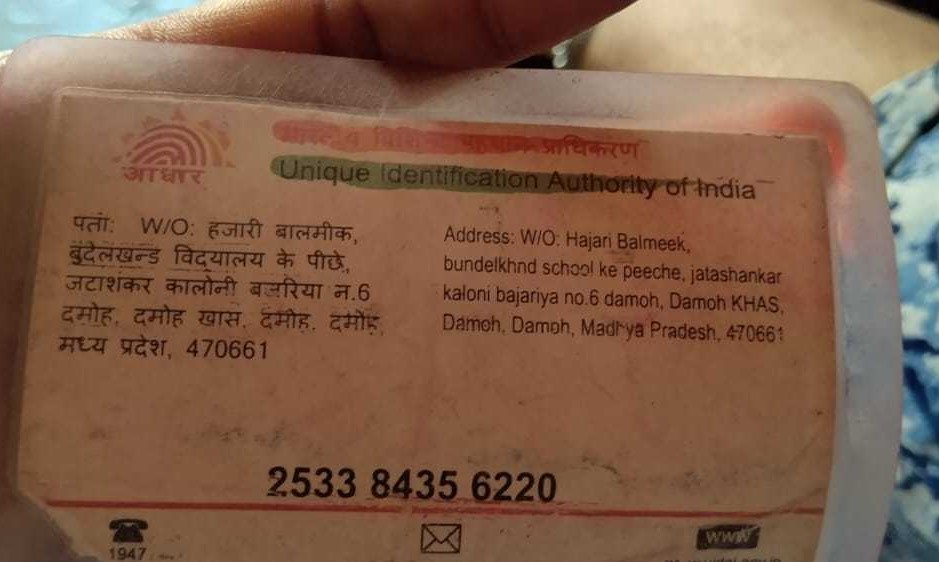 आधार
भारतीय विशिष्ट पहचान प्राधिकरण
Unique Identification Authority of India
पता: W/O: हजारी बालमीक,
बुंदेलखन्ड विद्यालय के पीछे,
जटाशंकर कालोनी बजरिया न.6
दमोह, दमोह खास, दमोह, दमोह,
मध्य प्रदेश, 470661
Address: W/O: Hajari Balmeek,
bundelkhnd school ke peeche, jatashankar
kaloni bajariya no.6 damoh, Damoh KHAS,
Damoh, Damoh, Madhya Pradesh, 470661
2533 8435 6220
1947
WWW